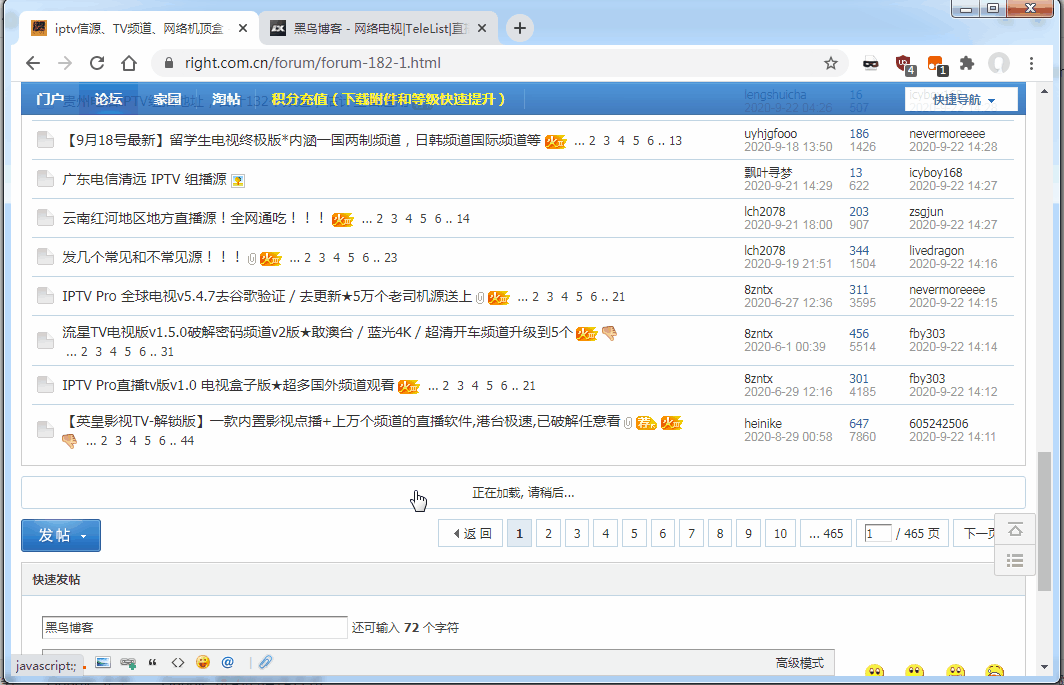 iptv信源、TV频道、网络机顶盒
黑鸟博客 - 网络电视|TeleList|直
right.com.cn/forum/forum-182-1.html
4
1
门户
论坛
家园
淘帖
积分充值（下载附件和等级快速提升）
快捷导航
lengshuicha 16
2020-9-22 04:26 507
【9月18号最新】留学生电视终极版*内涵一国两制频道，日韩频道国际频道等 火 ... 2 3 4 5 6 .. 13 uyhjgfooo 186 nevermoreeee
2020-9-18 13:50 1426 2020-9-22 14:28
广东电信清远 IPTV 组播源 飘叶寻梦 13 icyboy168
2020-9-21 14:29 622 2020-9-22 14:27
云南红河地区地方直播源！全网通吃！！！ 火 ... 2 3 4 5 6 .. 14 lch2078 203 zsgjun
2020-9-21 18:00 907 2020-9-22 14:27
发几个常见和不常见源！！！ 火 ... 2 3 4 5 6 .. 23 lch2078 344 livedragon
2020-9-19 21:51 1504 2020-9-22 14:16
IPTV Pro 全球电视v5.4.7去谷歌验证 / 去更新★5万个老司机源送上 火 ... 2 3 4 5 6 .. 21 8zntx 311 nevermoreeee
2020-6-27 12:36 3595 2020-9-22 14:15
流星TV电视版v1.5.0破解密码频道v2版★敢澳台 / 蓝光4K / 超清开车频道升级到5个 火 8zntx 456 fby303
... 2 3 4 5 6 .. 31 2020-6-1 00:39 5514 2020-9-22 14:14
IPTV Pro直播tv版v1.0 电视盒子版★超多国外频道观看 火 ... 2 3 4 5 6 .. 21 8zntx 301 fby303
2020-6-29 12:16 4185 2020-9-22 14:12
【英皇影视TV-解锁版】一款内置影视点播+上万个频道的直播软件,港台极速,已破解任意看 荐 火 heinike 647 605242506
... 2 3 4 5 6 .. 44 2020-8-29 00:58 7860 2020-9-22 14:11
正在加载, 请稍后...
发帖
返 回 1 2 3 4 5 6 7 8 9 10 ... 465 1 / 465 页 下一页
快速发帖
黑鸟博客 还可输入 72 个字符
高级模式
javascript:;